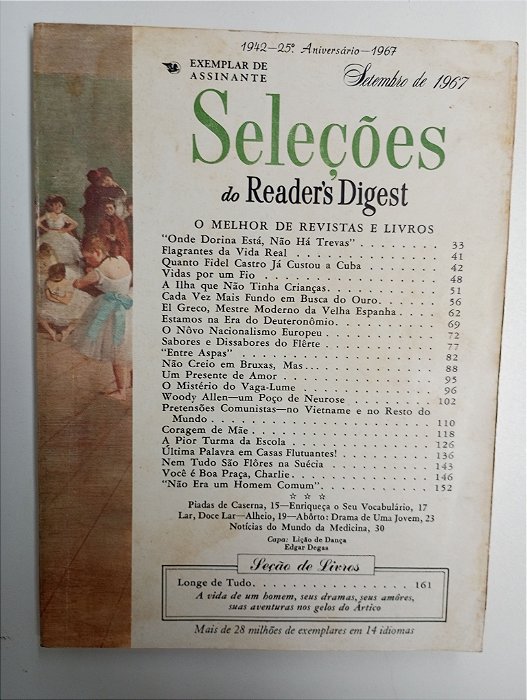 1942—25º Aniversário—1967
EXEMPLAR DE
ASSINANTE
Setembro de 1967
Seleções
do Reader's Digest
O MELHOR DE REVISTAS E LIVROS
"Onde Dorina Está, Não Há Trevas" . . . . . . . . 33
Flagrantes da Vida Real . . . . . . . . 41
Quanto Fidel Castro Já Custou a Cuba . . . . . . . . 42
Vidas por um Fio . . . . . . . . 48
A Ilha que Não Tinha Crianças. . . . . . . . 51
Cada Vez Mais Fundo em Busca do Ouro. . . . . . . . 56
El Greco, Mestre Moderno da Velha Espanha . . . . . . . . 62
Estamos na Era do Deuteronômio. . . . . . . . 69
O Nôvo Nacionalismo Europeu . . . . . . . . 72
Sabores e Dissabores do Flêrte . . . . . . . . 77
"Entre Aspas" . . . . . . . . 82
Não Creio em Bruxas, Mas... . . . . . . . . 88
Um Presente de Amor . . . . . . . . 95
O Mistério do Vaga-Lume . . . . . . . . 96
Woody Allen—um Poço de Neurose . . . . . . . . 102
Pretensões Comunistas—no Vietname e no Resto do
Mundo . . . . . . . . 110
Coragem de Mãe . . . . . . . . 118
A Pior Turma da Escola . . . . . . . . 126
Última Palavra em Casas Flutuantes! . . . . . . . . 136
Nem Tudo São Flôres na Suécia . . . . . . . . 143
Você é Boa Praça, Charlie. . . . . . . . 146
"Não Era um Homem Comum". . . . . . . . 152
☆ ☆ ☆
Piadas de Caserna, 15—Enriqueça o Seu Vocabulário, 17
Lar, Doce Lar—Alheio, 19—Abôrto: Drama de Uma Jovem, 23
Notícias do Mundo da Medicina, 30
Capa: Lição de Dança
Edgar Degas
Seção de Livros
Longe de Tudo. . . . . . . . 161
A vida de um homem, seus dramas, seus amôres,
suas aventuras nos gelos do Ártico
Mais de 28 milhões de exemplares em 14 idiomas